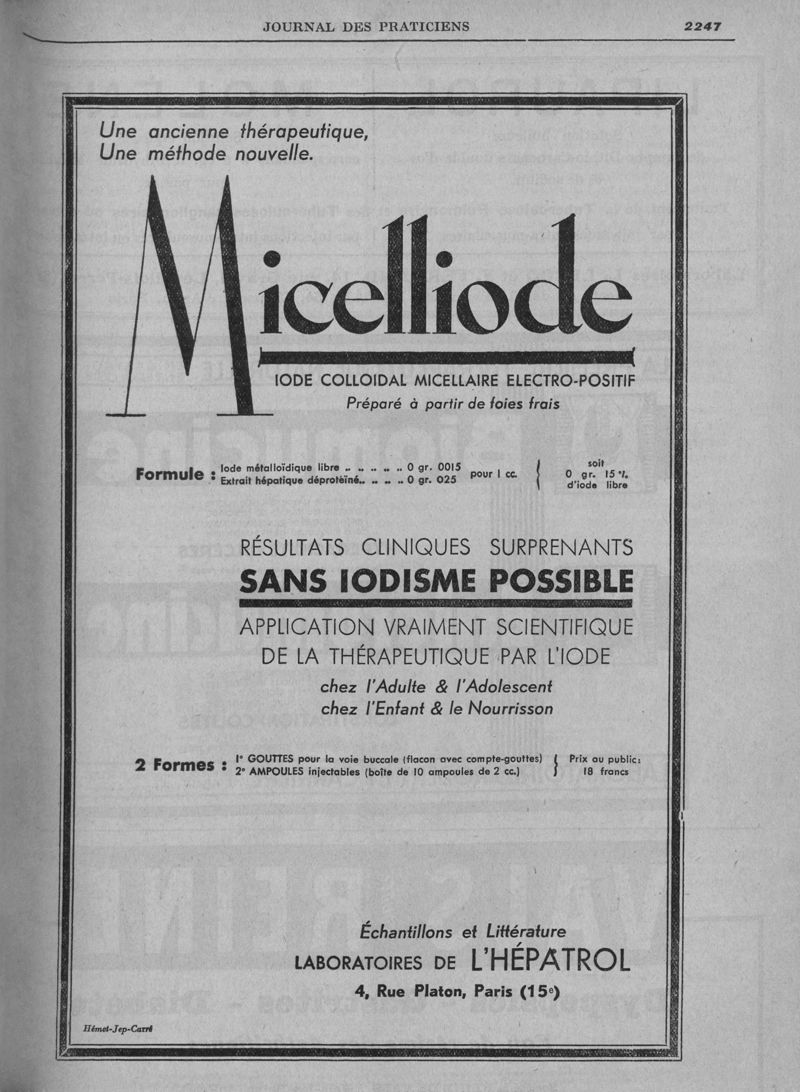 JOURNAL DES PRATICIENS 2247
Une ancienne thérapeutique,
Une méthode nouvelle.
Micelliode
IODE COLLOIDAL MICELLAIRE ELECTRO-POSITIF
Préparé à partir de foies frais
Formule : Iode métalloïdique libre .. .. .. .. .. 0 gr. 0015
Extrait hépatique déprotèïné.. .. .. .. 0 gr. 025
pour 1 cc.
soit
0 gr. 15 %
d'iode libre
RÉSULTATS CLINIQUES SURPRENANTS
SANS IODISME POSSIBLE
APPLICATION VRAIMENT SCIENTIFIQUE
DE LA THÉRAPEUTIQUE PAR L'IODE
chez l'Adulte & l'Adolescent
chez l'Enfant & le Nourrisson
2 Formes : 1° GOUTTES pour la voie buccale (flacon avec compte-gouttes)
2° AMPOULES injectables (boîte de 10 ampoules de 2 cc.)
Prix au public:
18 francs
Échantillons et Littérature
LABORATOIRES DE L'HÉPATROL
4, Rue Platon, Paris (15e)
Hémet-Jep-Carré